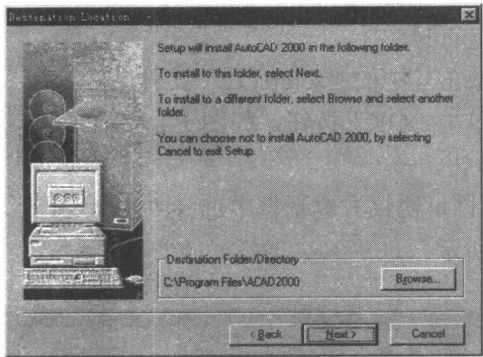 Destination Location
Setup will install AutoCAD 2000 in the following folder.
To install to this folder, select Next.
To install to a different folder, select Browse and select another
folder.
You can choose not to install AutoCAD 2000, by selecting
Cancel to exit Setup.
Destination Folder/Directory
C:\Program Files\ACAD2000
Browse...
< Back
Next >
Cancel